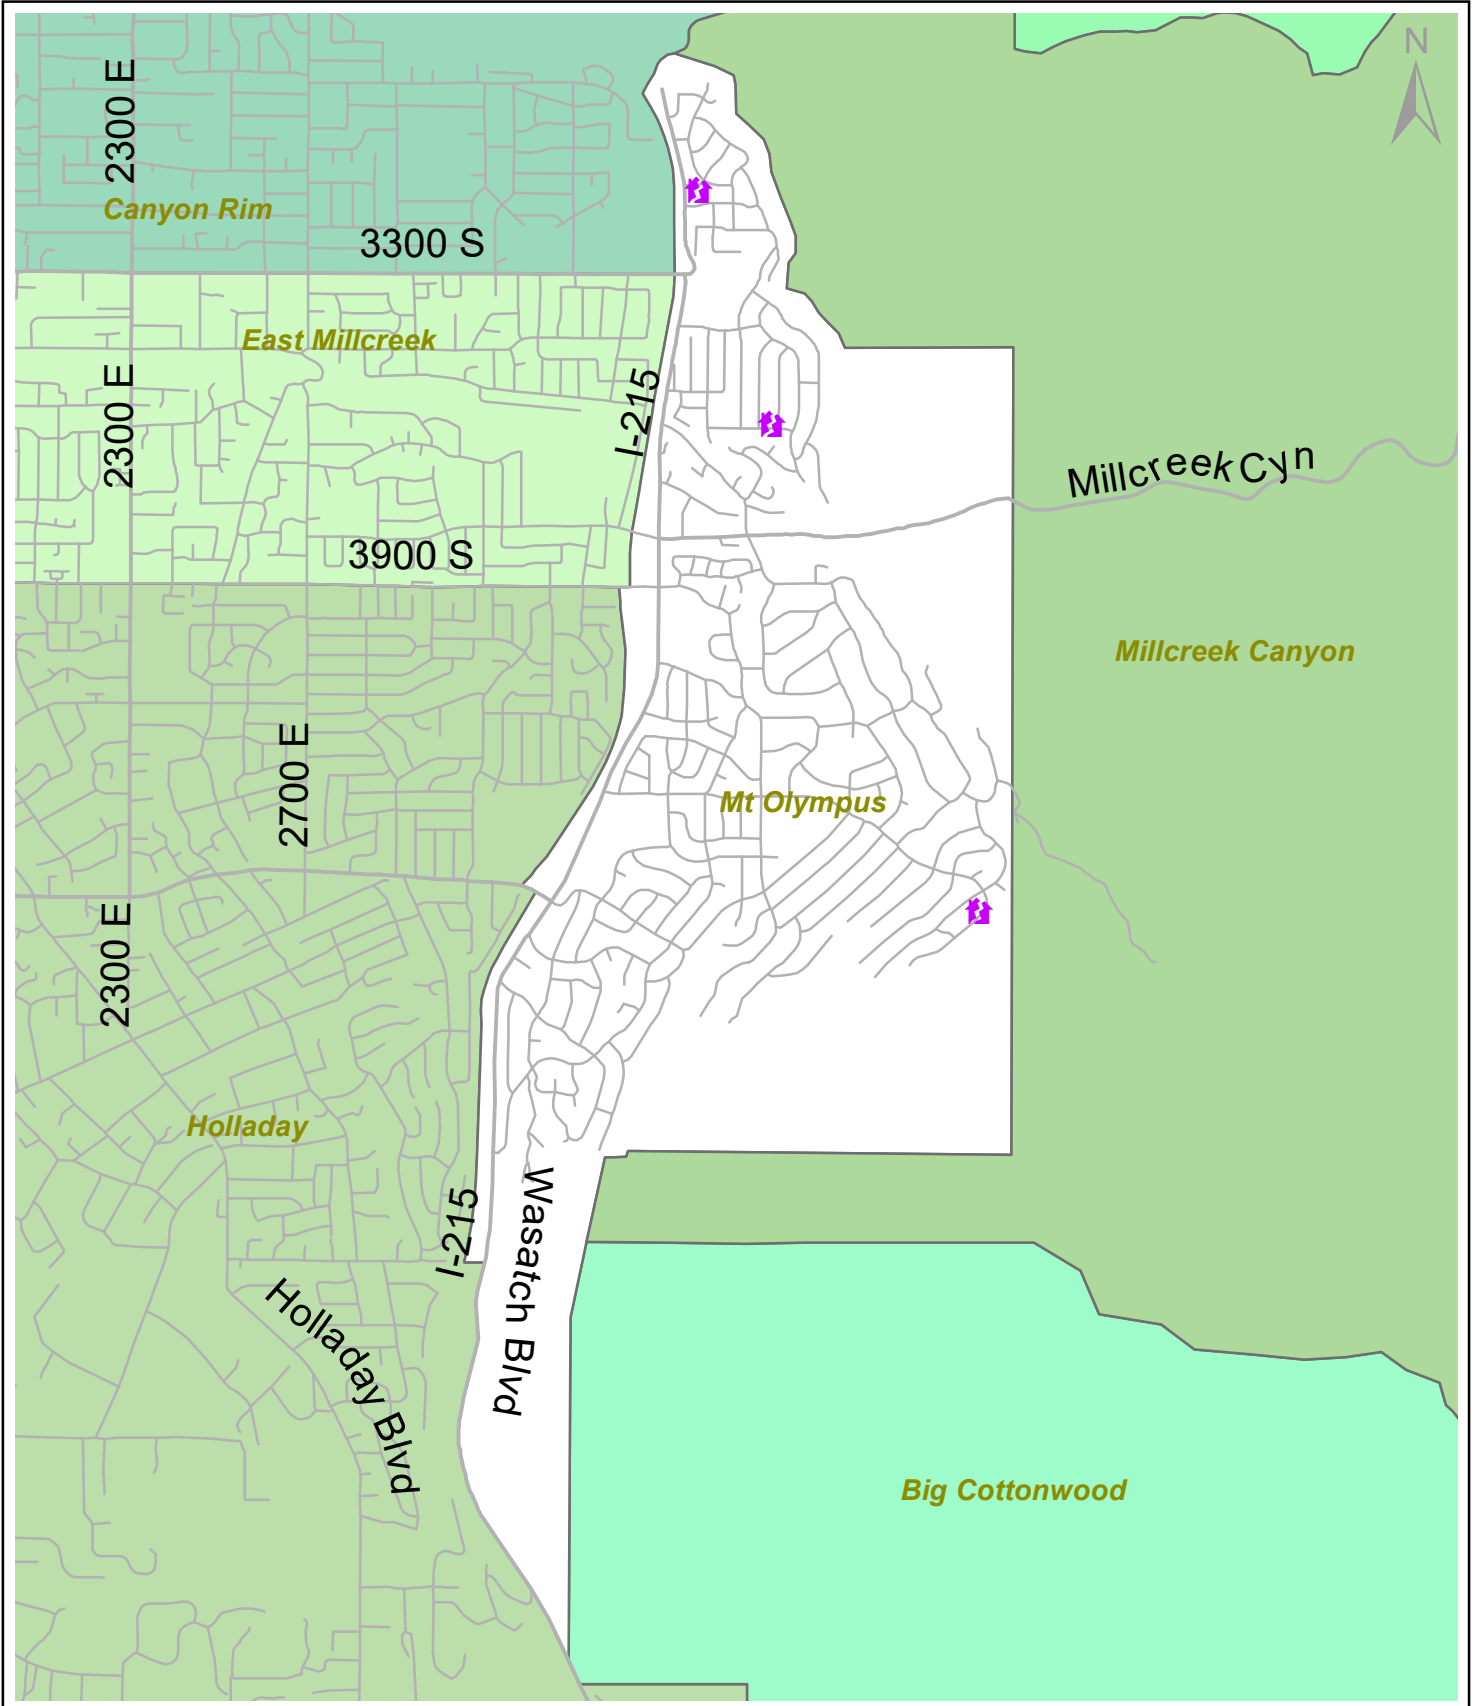 N
2300 E
Canyon Rim
3300 S
East Millcreek
2300 E
I-215
Millcreek Cyn
3900 S
Millcreek Canyon
2700 E
Mt Olympus
2300 E
Holladay
I-215
Wasatch Blvd
Holladay Blvd
Big Cottonwood